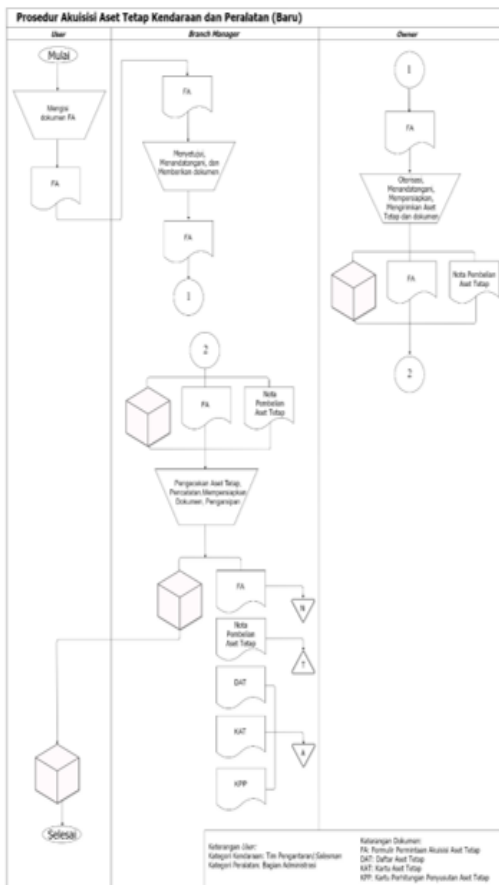 Prosedur Akuisisi Aset Tetap Kendaraan dan Peralatan (Baru)
User
Branch Manager
Owner
Mulai
Mengisi
dokumen FA
FA
FA
Menyetujui,
Menandatangani, dan
Memberikan dokumen
FA
1
1
FA
Otorisasi,
Menandatangani,
Mempersiapkan,
Mengirimkan Aset
Tetap dan dokumen
FA
Nota Pembelian
Aset Tetap
2
2
FA
Nota
Pembelian
Aset Tetap
Pengecekan Aset Tetap,
Pencatatan,Mempersiapkan
Dokumen, Pengarsipan
FA
N
Nota
Pembelian
Aset Tetap
T
DAT
KAT
A
KPP
Selesai
Keterangan User:
Kategori Kendaraan: Tim Pengantaran/Salesman
Kategori Peralatan: Bagian Administrasi
Keterangan Dokumen:
FA: Formulir Permintaan Akuisisi Aset Tetap
DAT: Daftar Aset Tetap
KAT: Kartu Aset Tetap
KPP: Kartu Perhitungan Penyusutan Aset Tetap